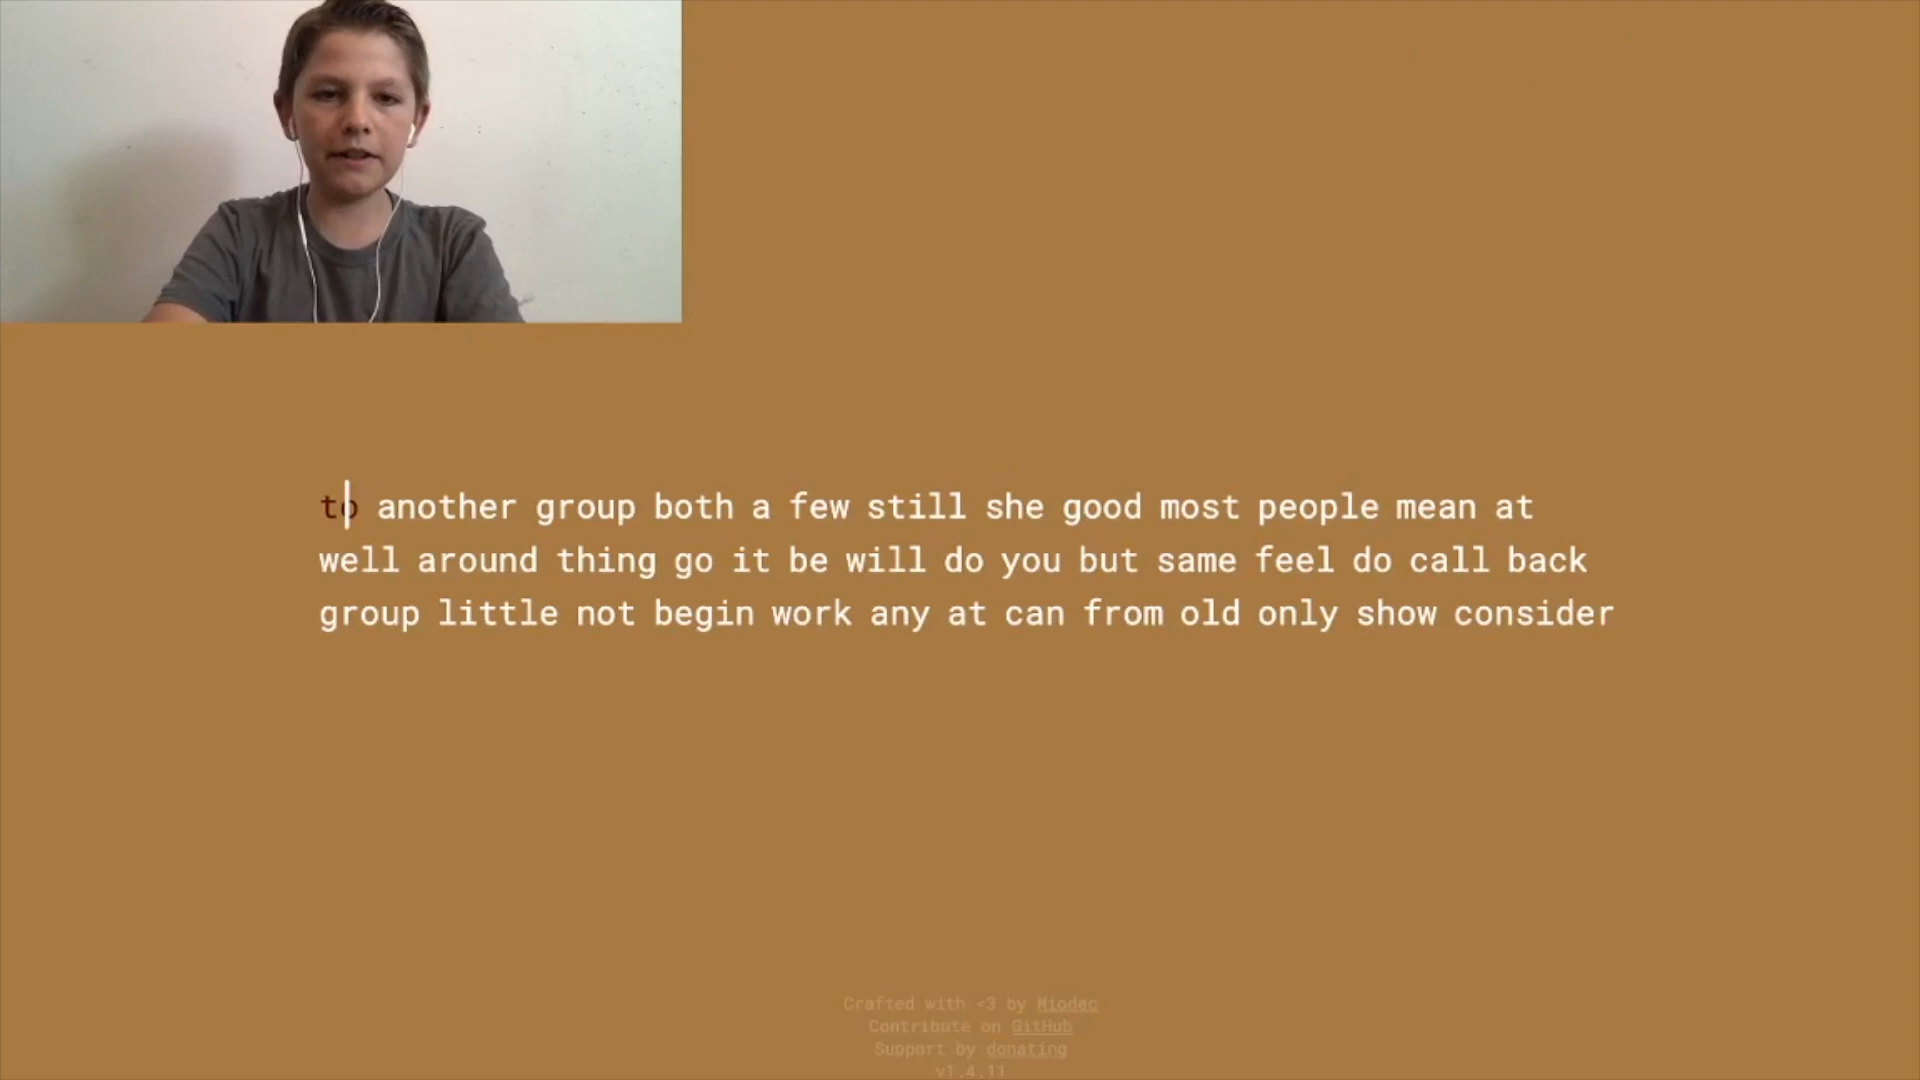 to another group both a few still she good most people mean at
well around thing go it be will do you but same feel do call back
group little not begin work any at can from old only show consider
Crafted with <3 by Miodec
Contribute on GitHub
Support by donating
v1.4.11